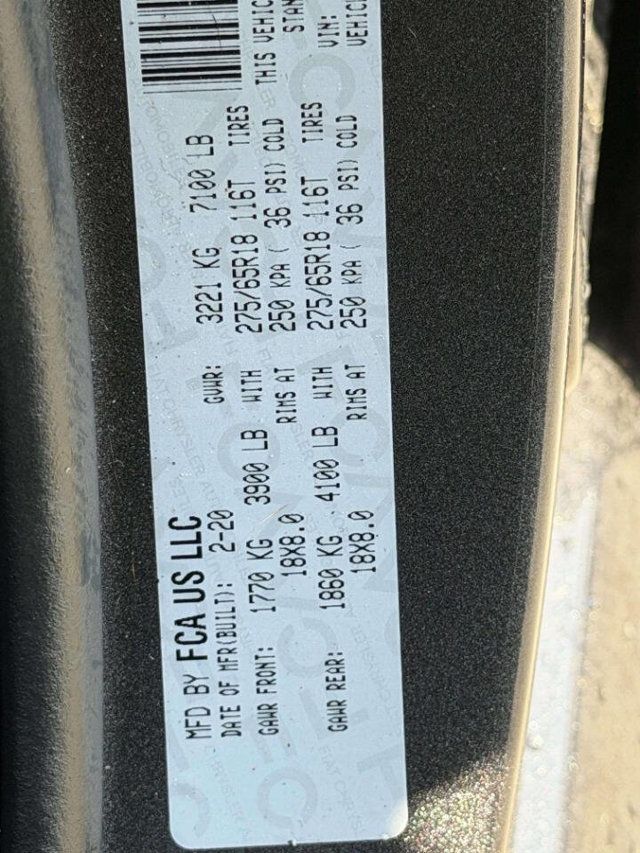 MFD BY FCA US LLC
DATE OF MFR(BUILT): 2-20 GVWR: 3221 KG 7100 LB
GAWR FRONT: 1770 KG 3900 LB WITH 275/65R18 116T TIRES
18X8.0 RIMS AT 250 KPA ( 36 PSI) COLD
GAWR REAR: 1860 KG 4100 LB WITH 275/65R18 116T TIRES
18X8.0 RIMS AT 250 KPA ( 36 PSI) COLD
THIS VEHIC
STAN
VIN:
VEHIC